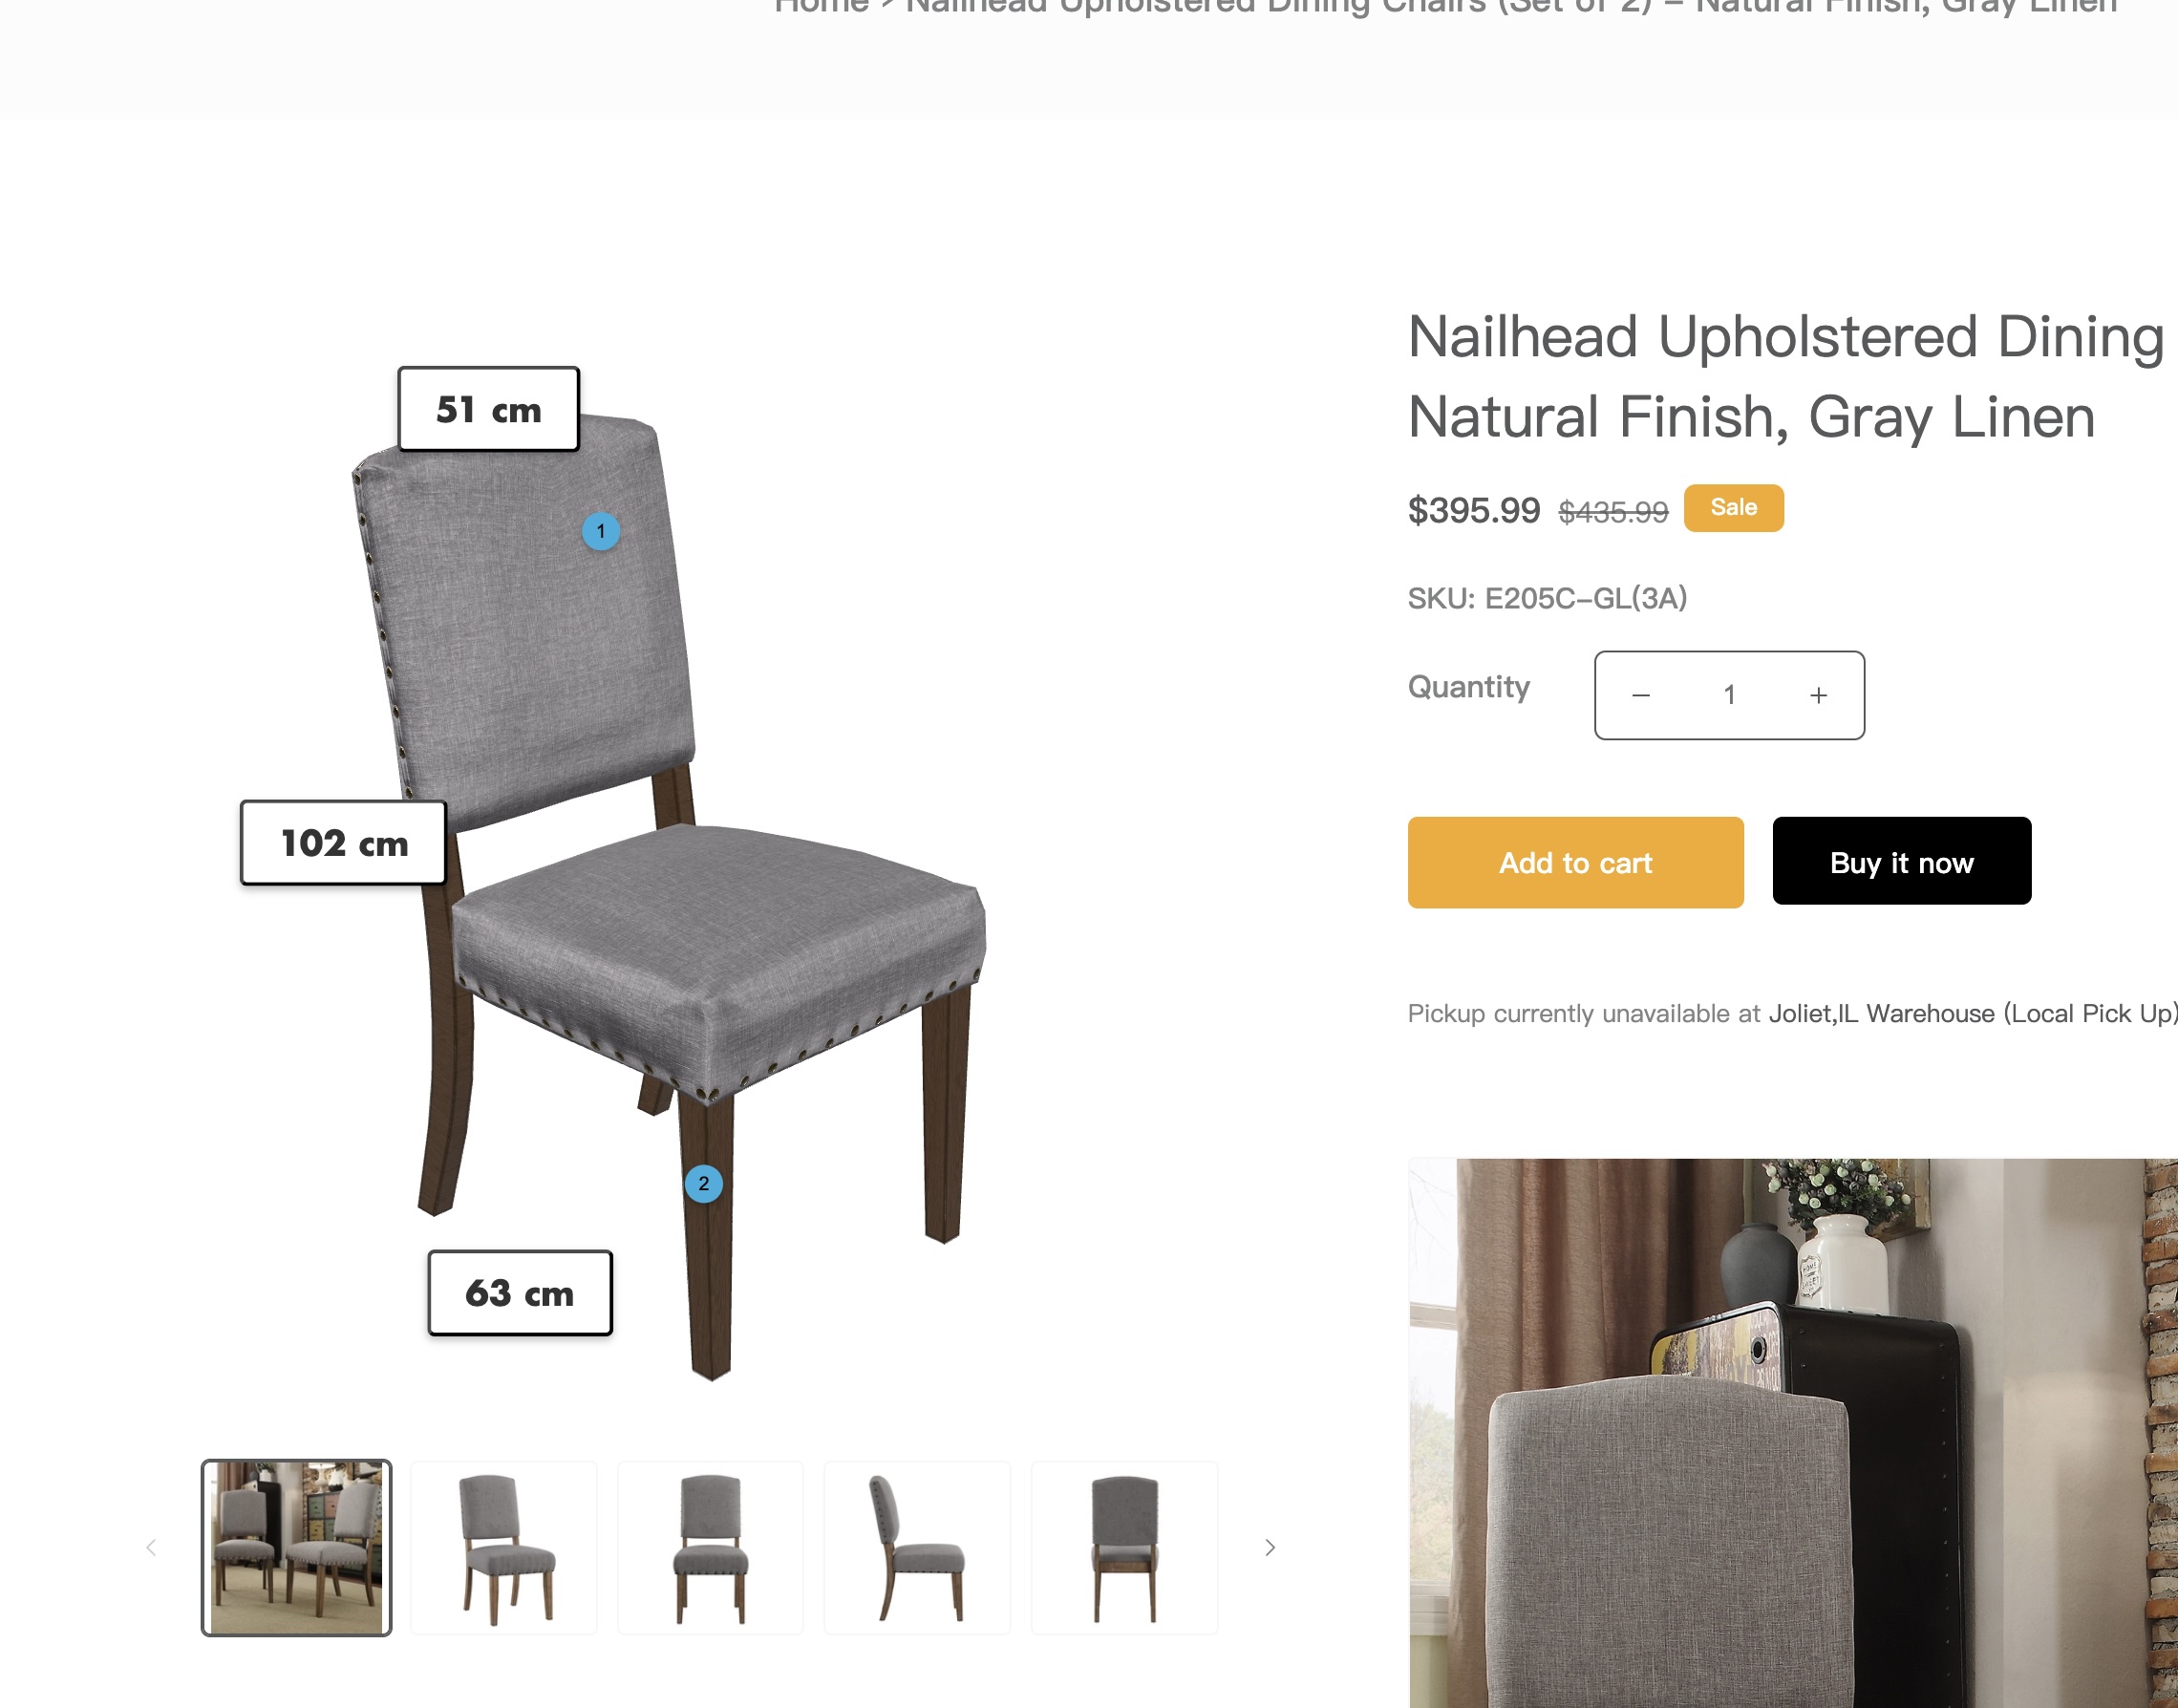 Home > Nailhead Upholstered Dining Chairs (Set of 2) – Natural Finish, Gray Linen
Nailhead Upholstered Dining
Natural Finish, Gray Linen
$395.99 $435.99 Sale
SKU: E205C-GL(3A)
Quantity − 1 +
Add to cart Buy it now
Pickup currently unavailable at Joliet,IL Warehouse (Local Pick Up)
51 cm
1
102 cm
2
63 cm